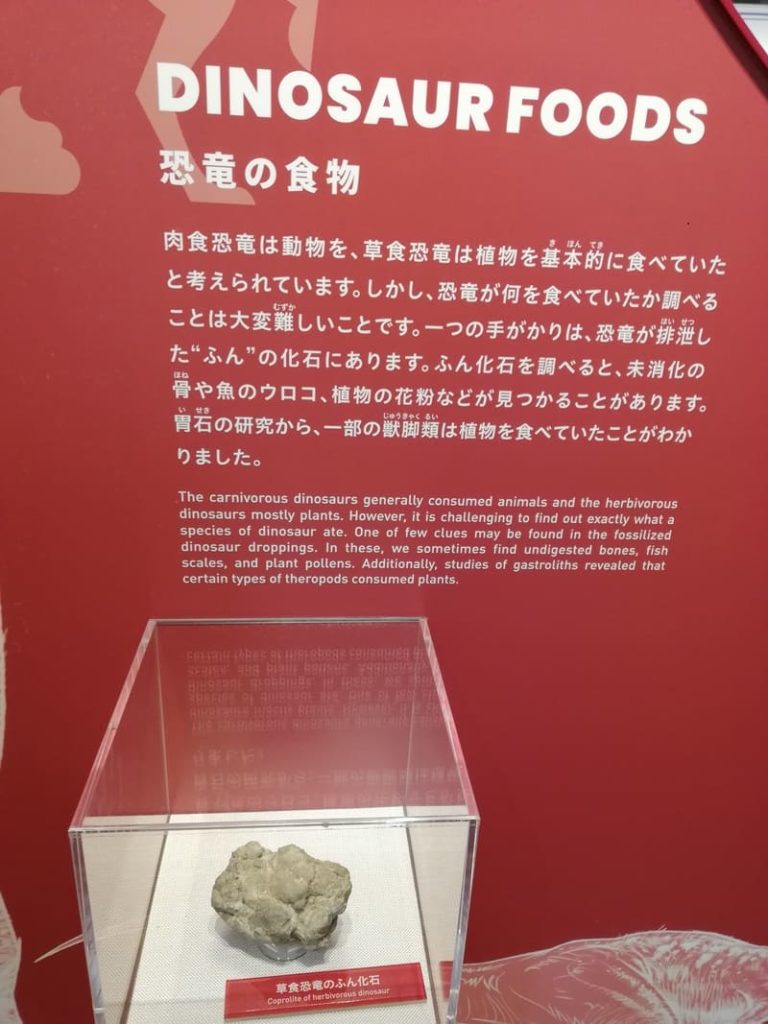 DINOSAUR FOODS
恐竜の食物
肉食恐竜は動物を、草食恐竜は植物を基本的に食べていた
と考えられています。しかし、恐竜が何を食べていたか調べる
ことは大変難しいことです。一つの手がかりは、恐竜が排泄し
た“ふん”の化石にあります。ふん化石を調べると、未消化の
骨や魚のウロコ、植物の花粉などが見つかることがあります。
胃石の研究から、一部の獣脚類は植物を食べていたことがわか
りました。
The carnivorous dinosaurs generally consumed animals and the herbivorous
dinosaurs mostly plants. However, it is challenging to find out exactly what a
species of dinosaur ate. One of few clues may be found in the fossilized
dinosaur droppings. In these, we sometimes find undigested bones, fish
scales, and plant pollens. Additionally, studies of gastroliths revealed that
certain types of theropods consumed plants.
草食恐竜のふん化石
Coprolite of herbivorous dinosaur